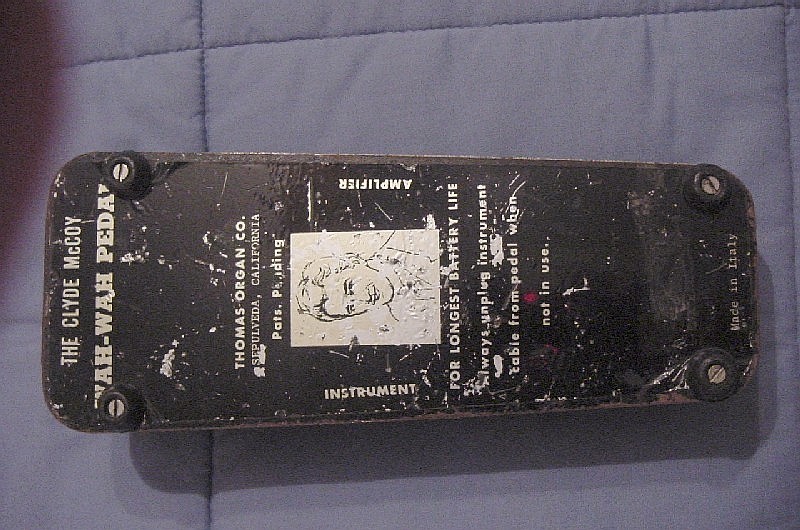 THE CLYDE McCOY
WAH-WAH PEDAL
THOMAS ORGAN CO.
SEPULVEDA, CALIFORNIA
Pats. Pending
AMPLIFIER
INSTRUMENT
FOR LONGEST BATTERY LIFE
always unplug instrument
cable from pedal when
not in use.
Made in Italy